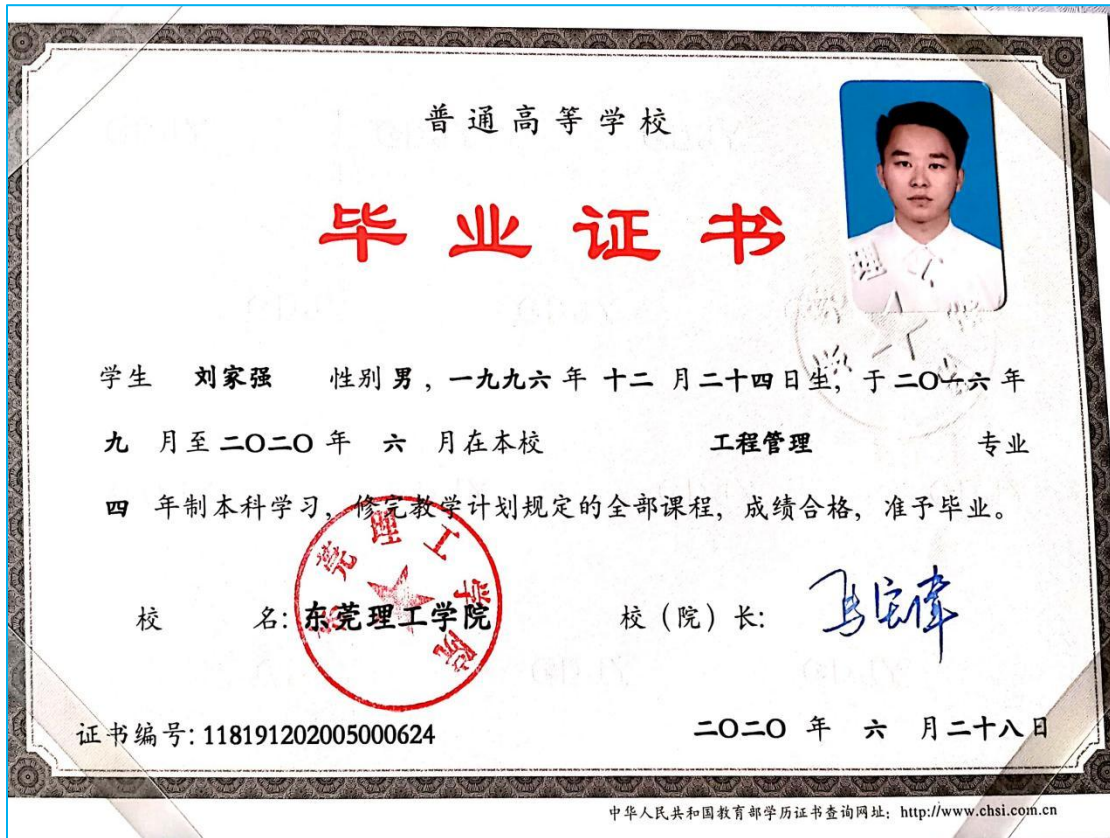 普通高等学校
毕业证书
学生 刘家强 性别 男，一九九六 年 十二 月二十四日生，于 二〇一六 年
九 月至 二〇二〇 年 六 月在本校 工程管理 专业
四 年制本科学习，修完教学计划规定的全部课程，成绩合格，准予毕业。
东莞理工学院
校 名：东莞理工学院 校（院）长：
证书编号：118191202005000624 二〇二〇 年 六 月二十八日
中华人民共和国教育部学历证书查询网址：http://www.chsi.com.cn